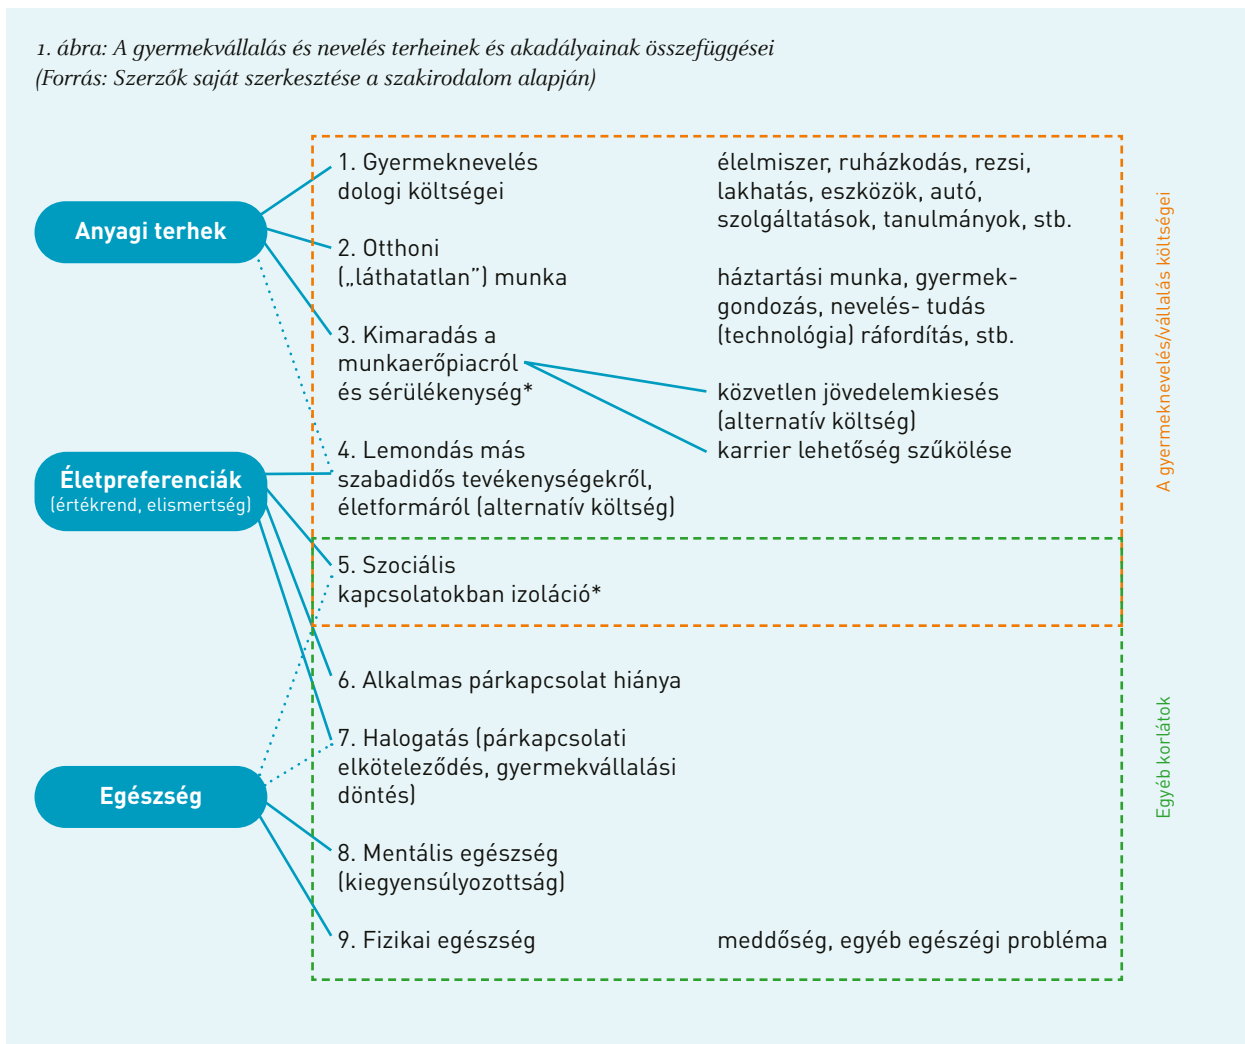 1. ábra: A gyermekvállalás és nevelés terheinek és akadályainak összefüggései
(Forrás: Szerzők saját szerkesztése a szakirodalom alapján)
Anyagi terhek
Életpreferenciák
(értékrend, elismertség)
Egészség
1. Gyermeknevelés
dologi költségei
élelmiszer, ruházkodás, rezsi,
lakhatás, eszközök, autó,
szolgáltatások, tanulmányok, stb.
2. Otthoni
(„láthatatlan”) munka
háztartási munka, gyermek-
gondozás, nevelés- tudás
(technológia) ráfordítás, stb.
3. Kimaradás a
munkaerőpiacról
és sérülékenység*
közvetlen jövedelemkiesés
(alternatív költség)
karrier lehetőség szűkölése
4. Lemondás más
szabadidős tevékenységekről,
életformáról (alternatív költség)
5. Szociális
kapcsolatokban izoláció*
6. Alkalmas párkapcsolat hiánya
7. Halogatás (párkapcsolati
elköteleződés, gyermekvállalási
döntés)
8. Mentális egészség
(kiegyensúlyozottság)
9. Fizikai egészség
meddőség, egyéb egészégi probléma
A gyermeknevelés/vállalás költségei
Egyéb korlátok